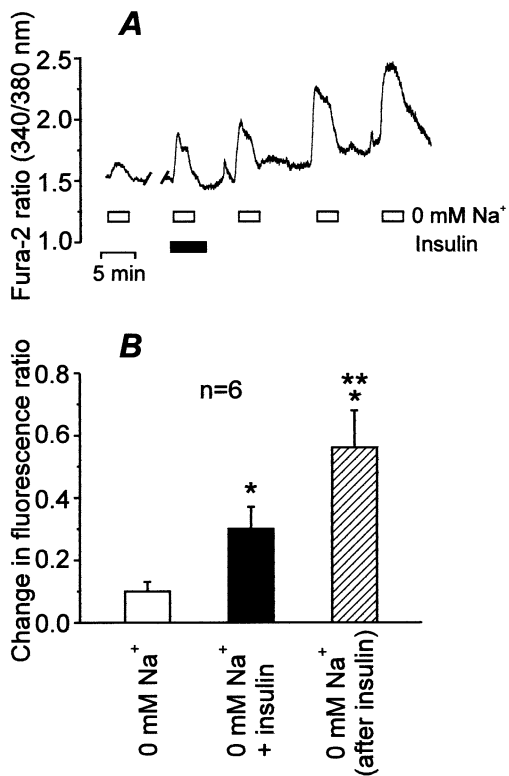 A
Fura-2 ratio (340/380 nm)
2.5
2.0
1.5
1.0
0 mM Na⁺
Insulin
5 min
B
Change in fluorescence ratio
0.8
0.6
0.4
0.2
0.0
n=6
*
**
*
0 mM Na⁺
0 mM Na⁺
+ insulin
0 mM Na⁺
(after insulin)